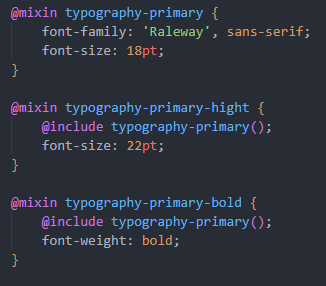 @mixin typography-primary {
    font-family: 'Raleway', sans-serif;
    font-size: 18pt;
}

@mixin typography-primary-hight {
    @include typography-primary();
    font-size: 22pt;
}

@mixin typography-primary-bold {
    @include typography-primary();
    font-weight: bold;
}